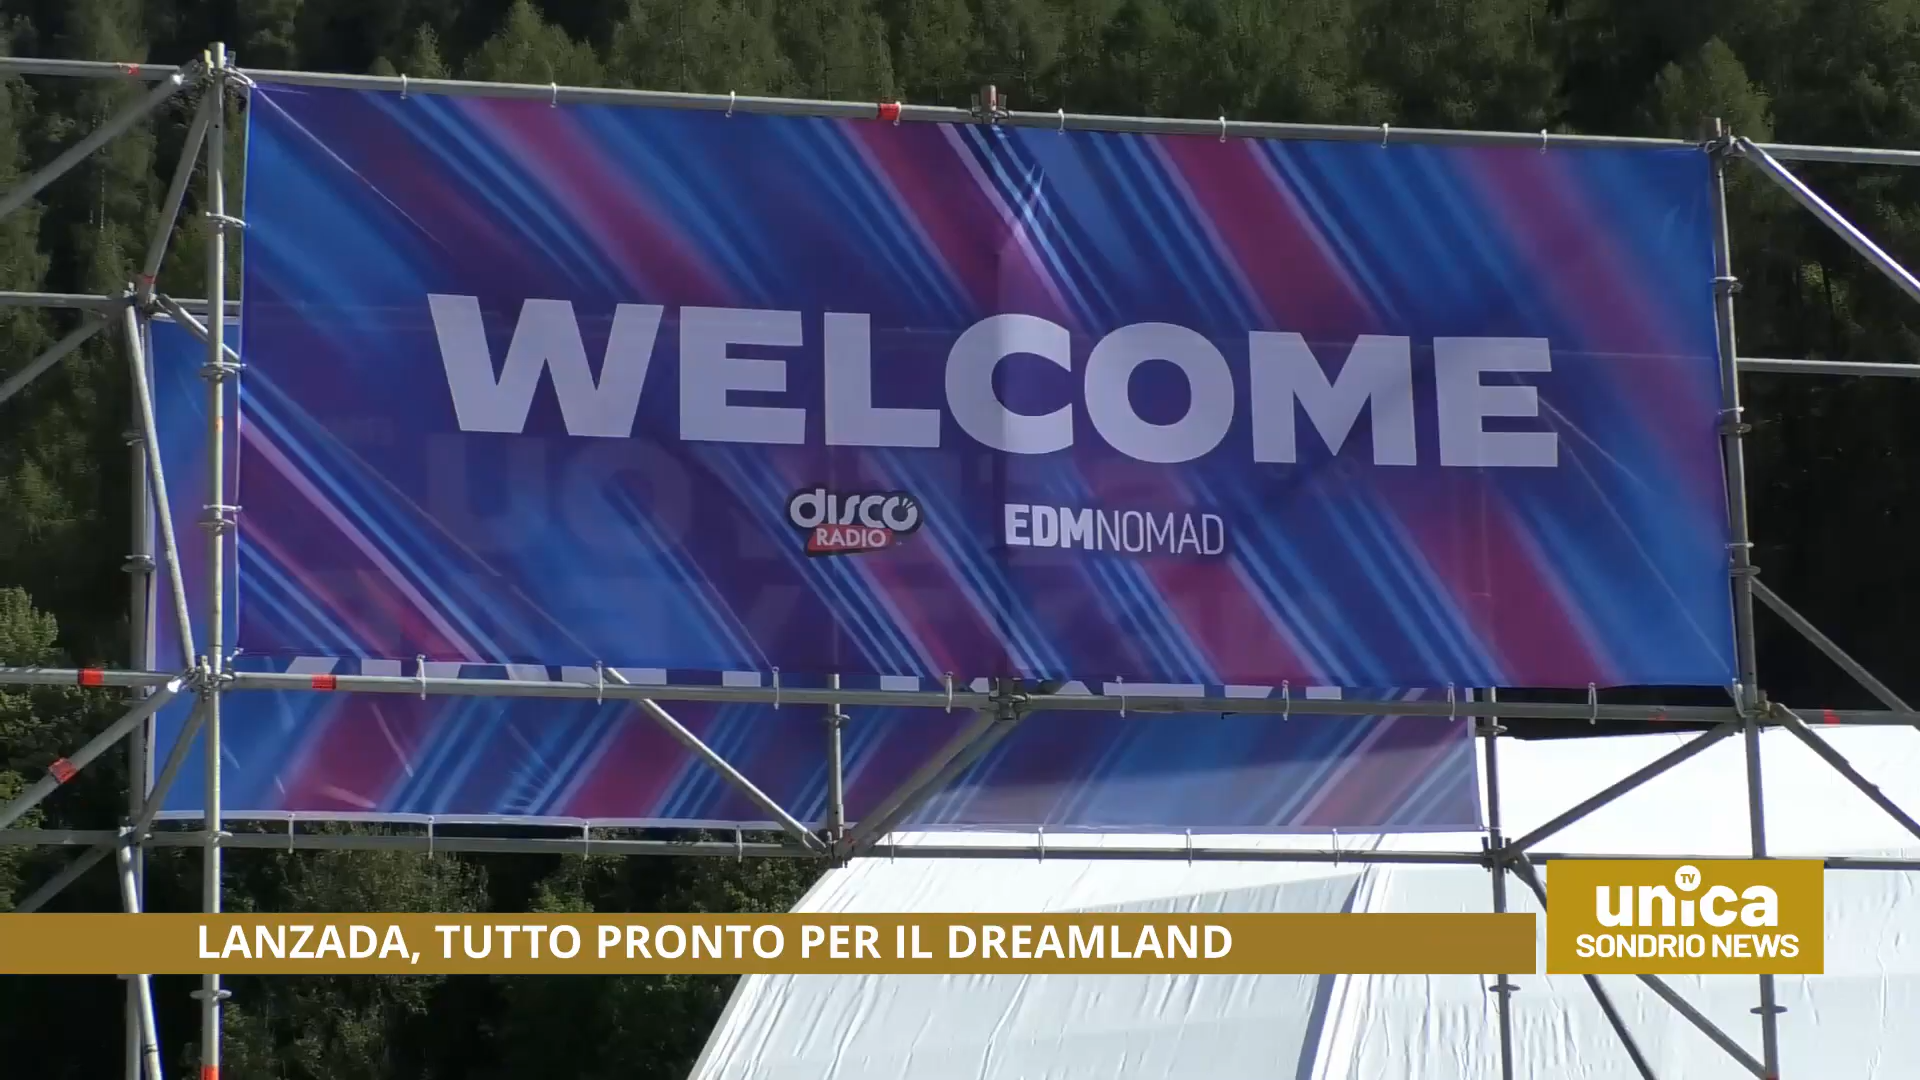 WELCOME
disco
RADIO
EDMNOMAD
LANZADA, TUTTO PRONTO PER IL DREAMLAND
unica
TV
SONDRIO NEWS